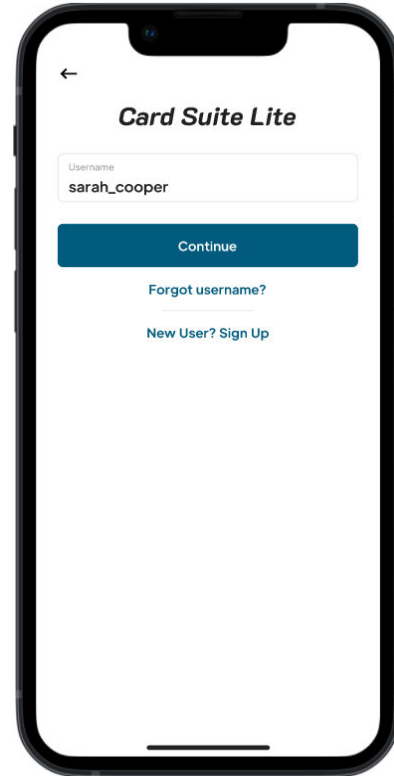 Card Suite Lite
Username
sarah_cooper
Continue
Forgot username?
New User? Sign Up